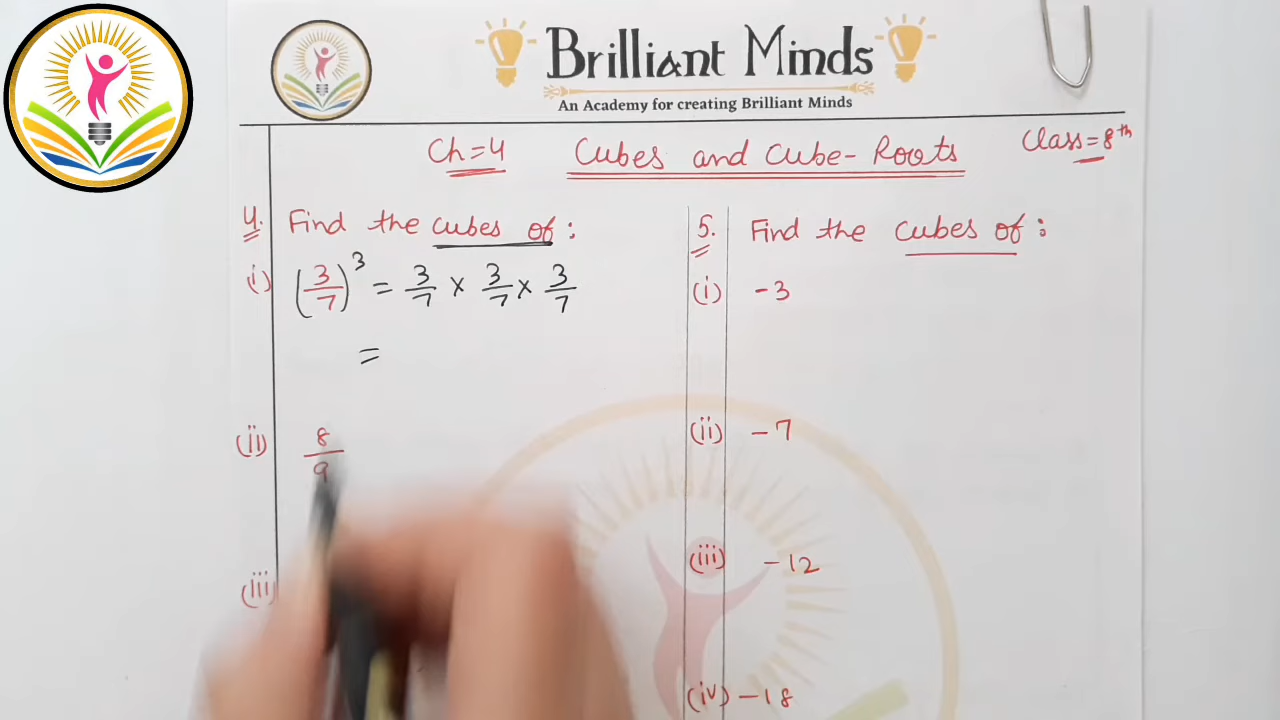 Brilliant Minds
An Academy for creating Brilliant Minds
Ch=4 Cubes and Cube-Roots Class=8th
4. Find the cubes of:
(i) (3/7)^3 = 3/7 × 3/7 × 3/7
=
(ii) 8/9
(iii)
5. Find the cubes of:
(i) -3
(ii) -7
(iii) -12
(iv) -18